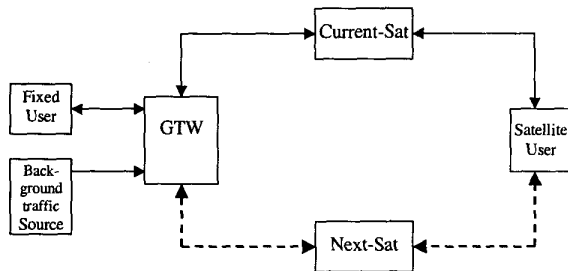 Current-Sat
Fixed
User
GTW
Satellite
User
Back-
ground
traffic
Source
Next-Sat